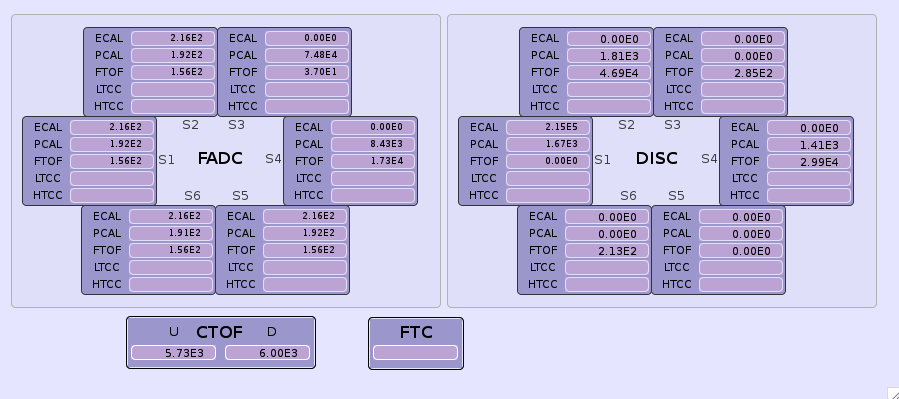 ECAL 2.16E2 ECAL 0.00E0
PCAL 1.92E2 PCAL 7.48E4
FTOF 1.56E2 FTOF 3.70E1
LTCC LTCC
HTCC HTCC
S2 S3
ECAL 2.16E2 ECAL 0.00E0
PCAL 1.92E2 PCAL 8.43E3
FTOF 1.56E2 S1 FADC S4 FTOF 1.73E4
LTCC LTCC
HTCC HTCC
S6 S5
ECAL 2.16E2 ECAL 2.16E2
PCAL 1.91E2 PCAL 1.92E2
FTOF 1.56E2 FTOF 1.56E2
LTCC LTCC
HTCC HTCC
ECAL 0.00E0 ECAL 0.00E0
PCAL 1.81E3 PCAL 0.00E0
FTOF 4.69E4 FTOF 2.85E2
LTCC LTCC
HTCC HTCC
S2 S3
ECAL 2.15E5 ECAL 0.00E0
PCAL 1.67E3 PCAL 1.41E3
FTOF 0.00E0 S1 DISC S4 FTOF 2.99E4
LTCC LTCC
HTCC HTCC
S6 S5
ECAL 0.00E0 ECAL 0.00E0
PCAL 0.00E0 PCAL 0.00E0
FTOF 2.13E2 FTOF 0.00E0
LTCC LTCC
HTCC HTCC
U CTOF D
5.73E3 6.00E3
FTC